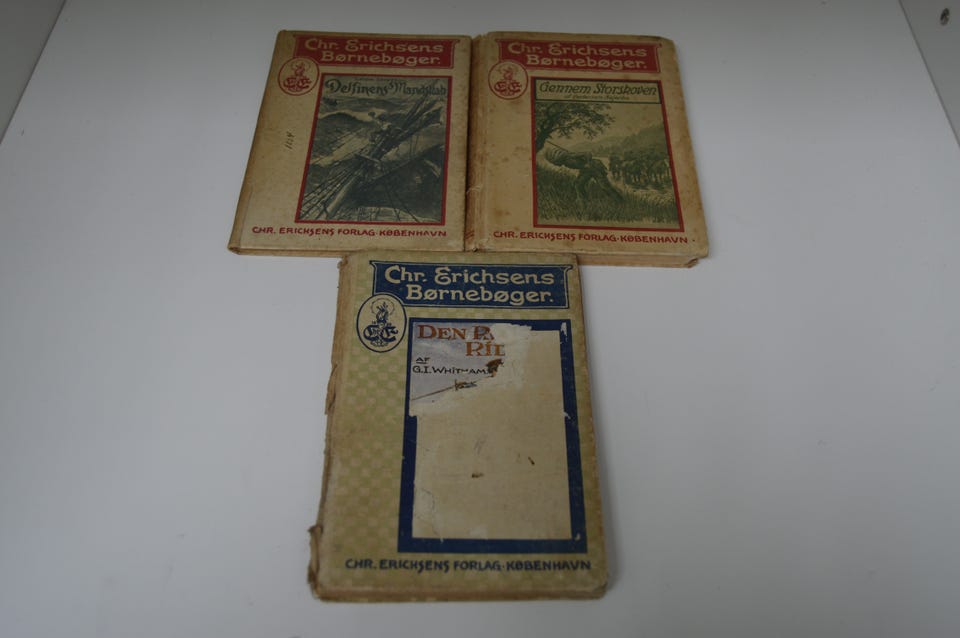 Chr. Erichsens
Børnebøger.
Delfinens Mandskab
CHR. ERICHSENS FORLAG · KØBENHAVN
Chr. Erichsens
Børnebøger.
Gennem Storskoven
CHR. ERICHSENS FORLAG · KØBENHAVN
Chr. Erichsens
Børnebøger.
DEN
AF
G.I. WHITHAM
CHR. ERICHSENS FORLAG · KØBENHAVN